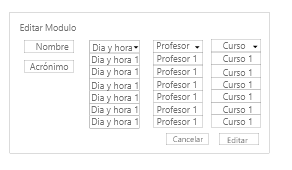 Editar Modulo
Nombre
Acrónimo
Dia y hora
Dia y hora 1
Dia y hora 1
Dia y hora 1
Dia y hora 1
Dia y hora 1
Dia y hora 1
Profesor
Profesor 1
Profesor 1
Profesor 1
Profesor 1
Profesor 1
Profesor 1
Curso
Curso 1
Curso 1
Curso 1
Curso 1
Curso 1
Curso 1
Cancelar
Editar